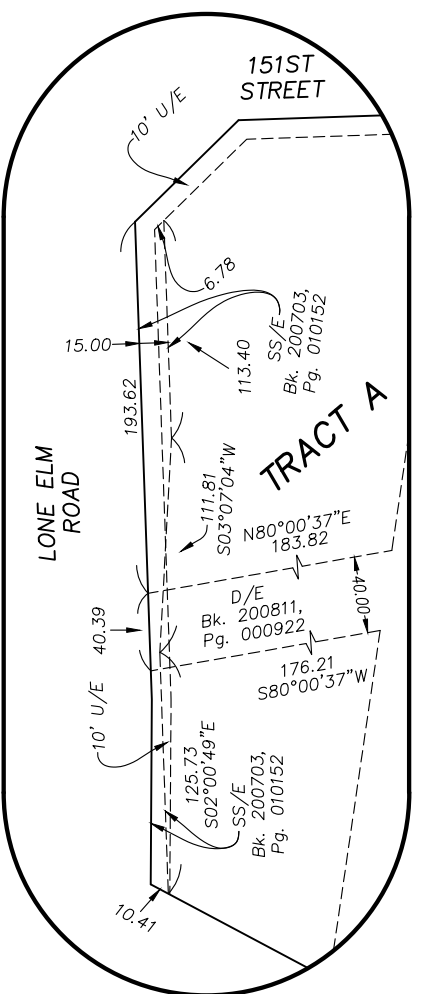 151ST
STREET
10' U/E
6.78
15.00
SS/E
Bk. 200703,
Pg. 010152
113.40
193.62
TRACT A
LONE ELM
ROAD
111.81
S03°07'04"W
N80°00'37"E
183.82
D/E
Bk. 200811,
Pg. 000922
40.00
40.39
176.21
S80°00'37"W
10' U/E
125.73
S02°00'49"E
SS/E
Bk. 200703,
Pg. 010152
10.41